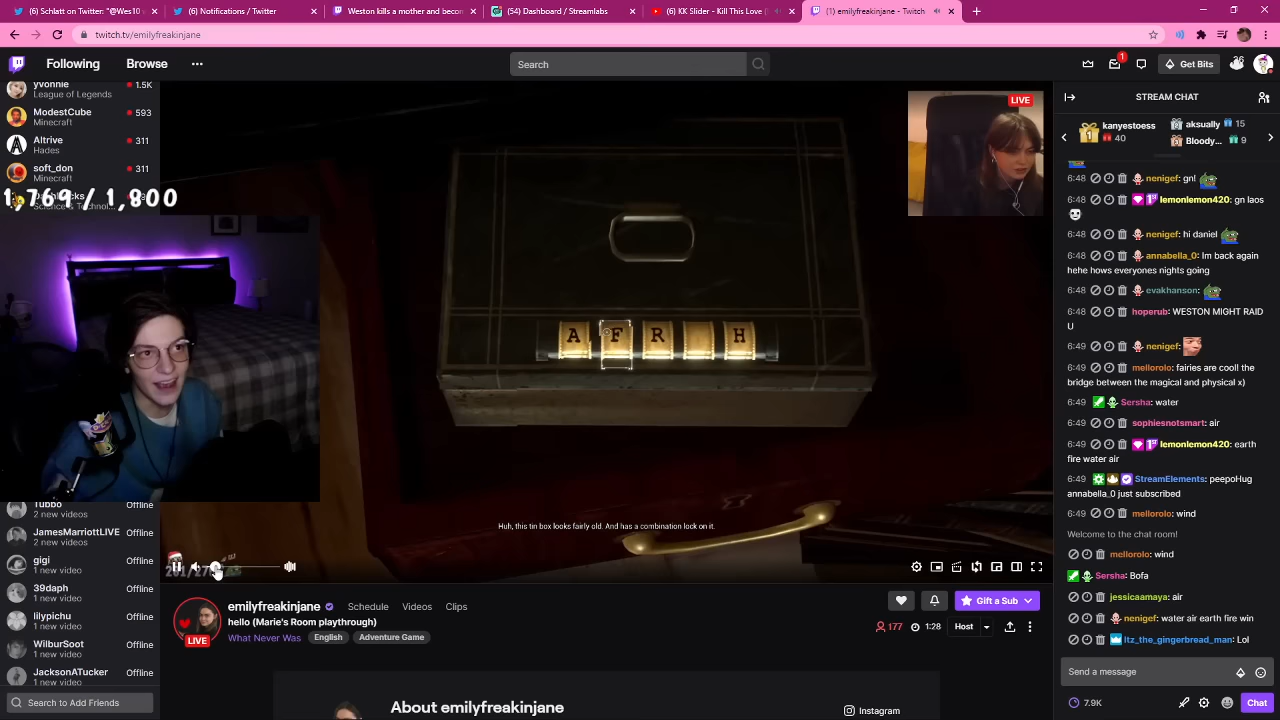 (6) Schlatt on Twitter: "@Wes10
(6) Notifications / Twitter
Weston kills a mother and becom
(54) Dashboard / Streamlabs
(6) KK Slider - Kill This Love (
(1) emilyfreakinjane - Twitch
twitch.tv/emilyfreakinjane
Following
Browse
Search
1
Get Bits
yvonnie
1.5K
League of Legends
ModestCube
593
Minecraft
Altrive
311
Hades
soft_don
311
Minecraft
1,769 / 1,800
LIVE
A F R H
Huh, this tin box looks fairly old. And has a combination lock on it.
Tubbo
Offline
2 new videos
JamesMarriottLIVE
Offline
2 new videos
gigi
Offline
1 new video
39daph
Offline
1 new video
lilypichu
Offline
1 new video
WilburSoot
Offline
1 new video
JacksonATucker
Offline
1 new video
Search to Add Friends
LIVE
emilyfreakinjane
Schedule
Videos
Clips
hello (Marie's Room playthrough)
What Never Was
English
Adventure Game
Gift a Sub
177
1:28
Host
About emilyfreakinjane
Instagram
STREAM CHAT
1
kanyestoess
40
aksually
15
Bloody...
9
6:48 nenigef: gn!
6:48 lemonlemon420: gn laos
6:48 nenigef: hi daniel
6:48 annabella_0: Im back again
hehe hows everyones nights going
6:48 evakhanson:
6:48 hoperub: WESTON MIGHT RAID
U
6:49 nenigef:
6:49 mellorolo: fairies are cooll the
bridge between the magical and physical x)
6:49 Sersha: water
6:49 sophiesnotsmart: air
6:49 lemonlemon420: earth
fire water air
6:49 StreamElements: peepoHug
annabella_0 just subscribed
6:49 mellorolo: wind
Welcome to the chat room!
mellorolo: wind
Sersha: Bofa
jessicaamaya: air
nenigef: water air earth fire win
Itz_the_gingerbread_man: Lol
Send a message
7.9K
Chat